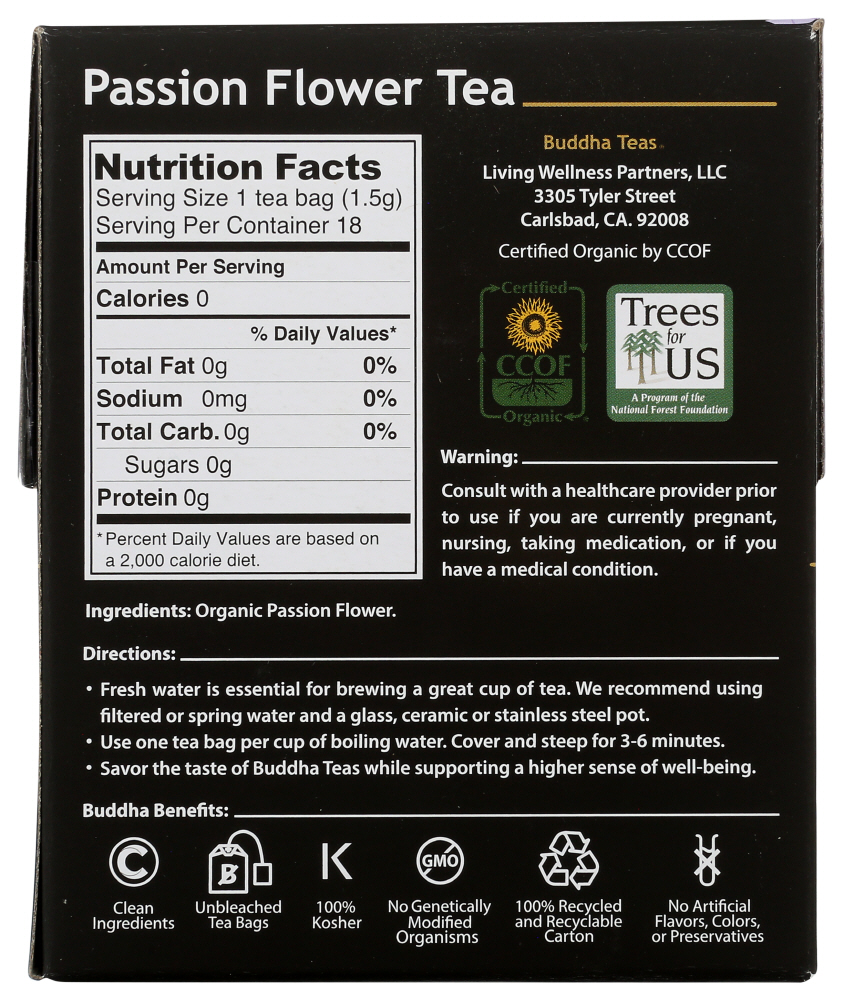 Passion Flower Tea
Nutrition Facts
Serving Size 1 tea bag (1.5g)
Serving Per Container 18
Amount Per Serving
Calories 0
% Daily Values*
Total Fat 0g 0%
Sodium 0mg 0%
Total Carb. 0g 0%
Sugars 0g
Protein 0g
* Percent Daily Values are based on
a 2,000 calorie diet.
Buddha Teas
Living Wellness Partners, LLC
3305 Tyler Street
Carlsbad, CA. 92008
Certified Organic by CCOF
Certified
CCOF
Organic
Trees
for
US
A Program of the
National Forest Foundation
Warning:
Consult with a healthcare provider prior
to use if you are currently pregnant,
nursing, taking medication, or if you
have a medical condition.
Ingredients: Organic Passion Flower.
Directions:
• Fresh water is essential for brewing a great cup of tea. We recommend using
filtered or spring water and a glass, ceramic or stainless steel pot.
• Use one tea bag per cup of boiling water. Cover and steep for 3-6 minutes.
• Savor the taste of Buddha Teas while supporting a higher sense of well-being.
Buddha Benefits:
C
B
K
GMO
Clean
Ingredients
Unbleached
Tea Bags
100%
Kosher
No Genetically
Modified
Organisms
100% Recycled
and Recyclable
Carton
No Artificial
Flavors, Colors,
or Preservatives